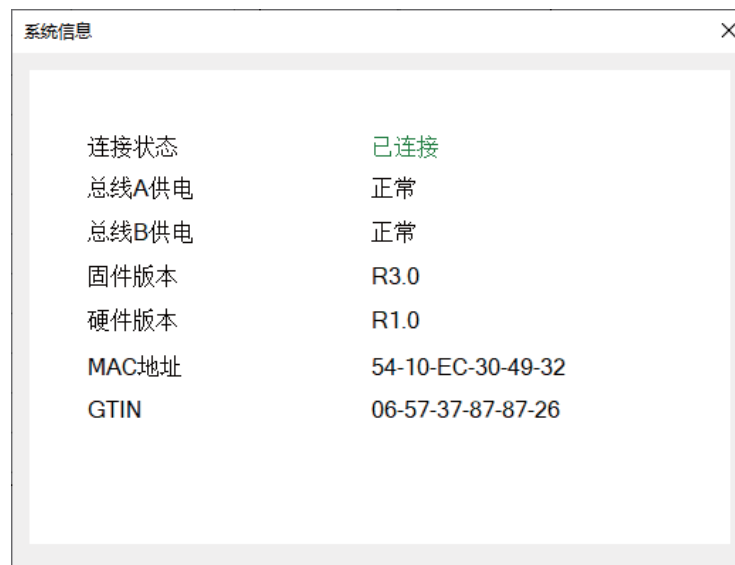 系统信息
连接状态 已连接
总线A供电 正常
总线B供电 正常
固件版本 R3.0
硬件版本 R1.0
MAC地址 54-10-EC-30-49-32
GTIN 06-57-37-87-87-26